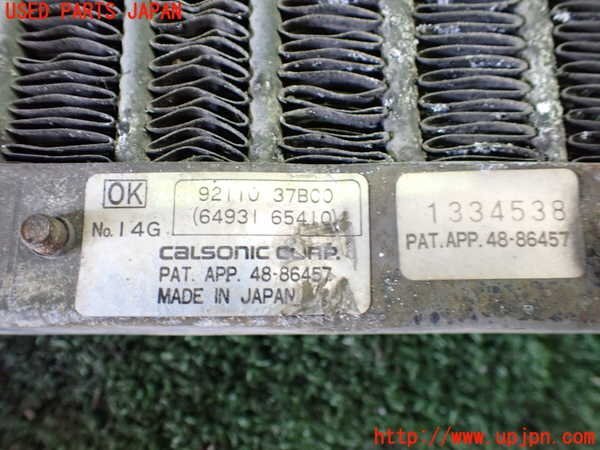 USED PARTS JAPAN
OK
92110 37B00
(64931 65410)
No. 14G
CALSONIC CORP.
PAT. APP. 48-86457
MADE IN JAPAN
1334538
PAT. APP. 48-86457
http://www.upjpn.com/